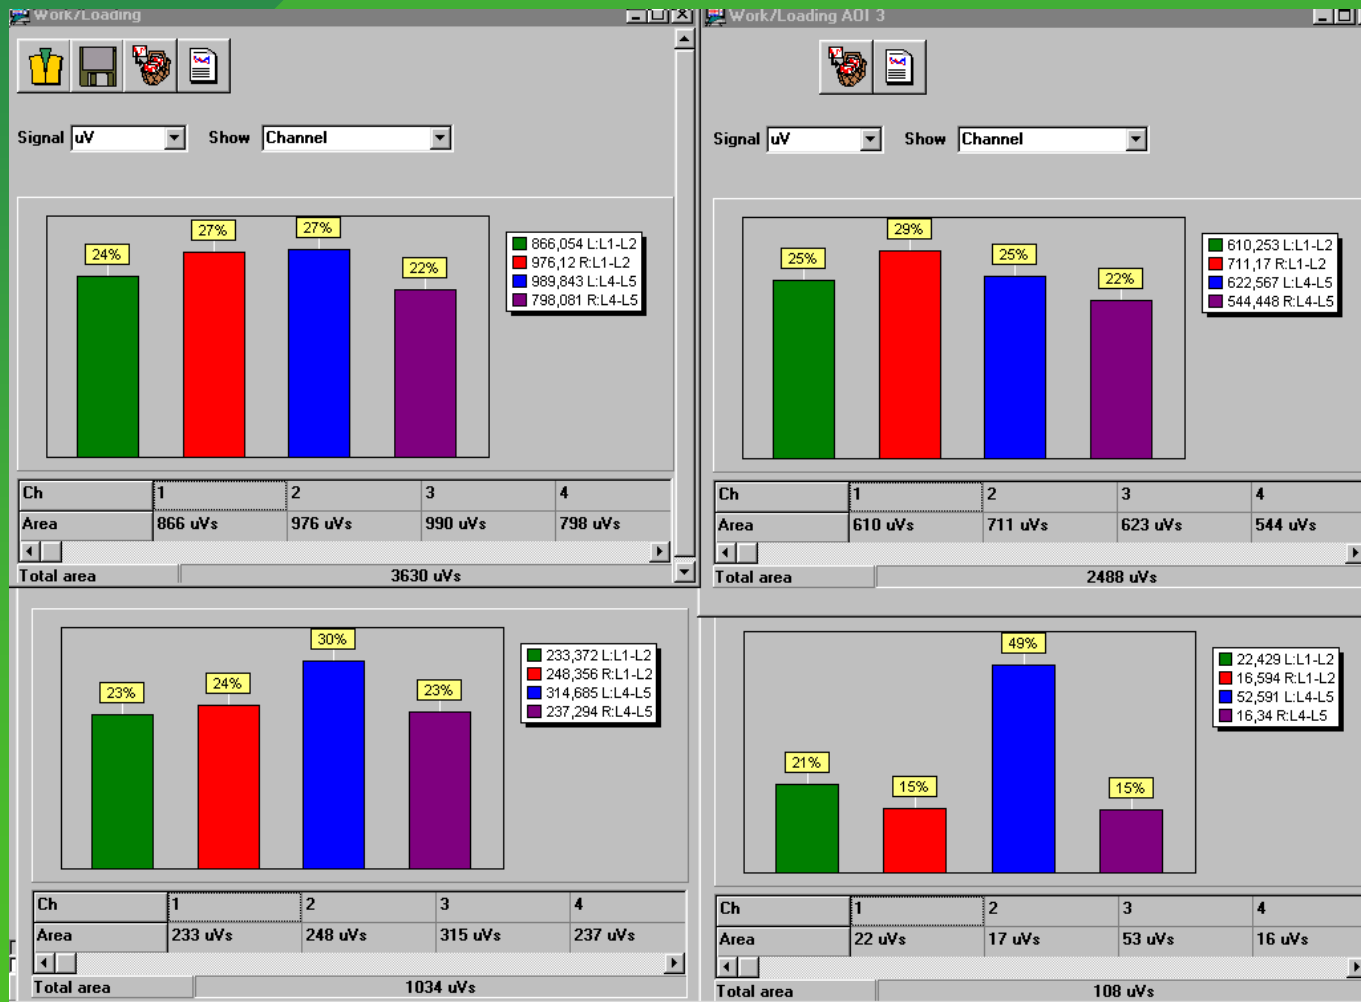 Work/Loading
Signal uV Show Channel
24%
27%
27%
22%
866,054 L:L1-L2
976,12 R:L1-L2
989,843 L:L4-L5
798,081 R:L4-L5
Ch 1 2 3 4
Area 866 uVs 976 uVs 990 uVs 798 uVs
Total area 3630 uVs
Work/Loading AOI 3
Signal uV Show Channel
25%
29%
25%
22%
610,253 L:L1-L2
711,17 R:L1-L2
622,567 L:L4-L5
544,448 R:L4-L5
Ch 1 2 3 4
Area 610 uVs 711 uVs 623 uVs 544 uVs
Total area 2488 uVs
23%
24%
30%
23%
233,372 L:L1-L2
248,356 R:L1-L2
314,685 L:L4-L5
237,294 R:L4-L5
Ch 1 2 3 4
Area 233 uVs 248 uVs 315 uVs 237 uVs
Total area 1034 uVs
21%
15%
49%
15%
22,429 L:L1-L2
16,594 R:L1-L2
52,591 L:L4-L5
16,34 R:L4-L5
Ch 1 2 3 4
Area 22 uVs 17 uVs 53 uVs 16 uVs
Total area 108 uVs